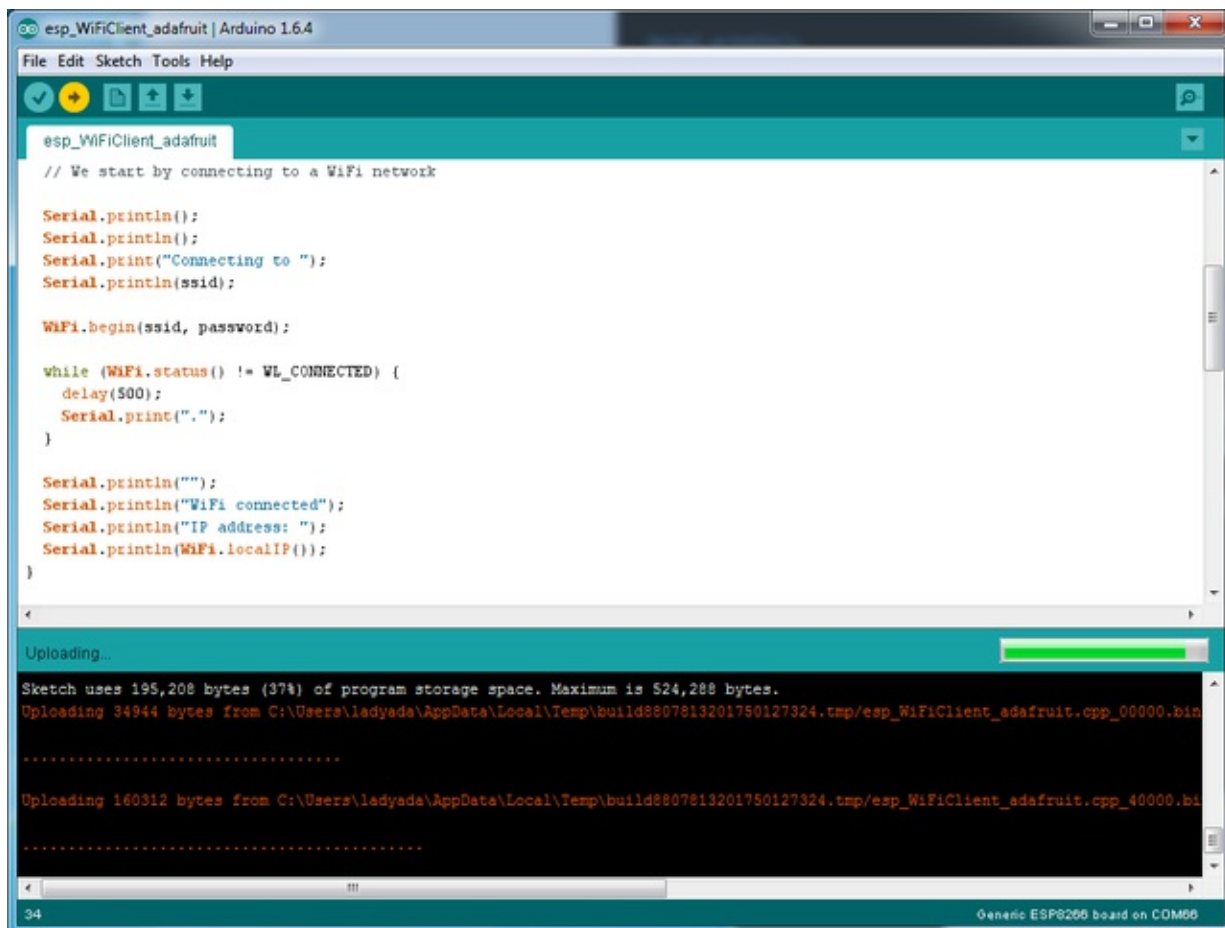 esp_WiFiClient_adafruit | Arduino 1.6.4
File Edit Sketch Tools Help
esp_WiFiClient_adafruit
// We start by connecting to a WiFi network
Serial.println();
Serial.println();
Serial.print("Connecting to ");
Serial.println(ssid);
WiFi.begin(ssid, password);
while (WiFi.status() != WL_CONNECTED) {
delay(500);
Serial.print(".");
}
Serial.println("");
Serial.println("WiFi connected");
Serial.println("IP address: ");
Serial.println(WiFi.localIP());
}
Uploading...
Sketch uses 195,208 bytes (37%) of program storage space. Maximum is 524,288 bytes.
Uploading 34944 bytes from C:\Users\ladyada\AppData\Local\Temp\build8807813201750127324.tmp/esp_WiFiClient_adafruit.cpp_00000.bin
...................................
Uploading 160312 bytes from C:\Users\ladyada\AppData\Local\Temp\build8807813201750127324.tmp/esp_WiFiClient_adafruit.cpp_40000.bi
............................................
34
Generic ESP8266 board on COM66